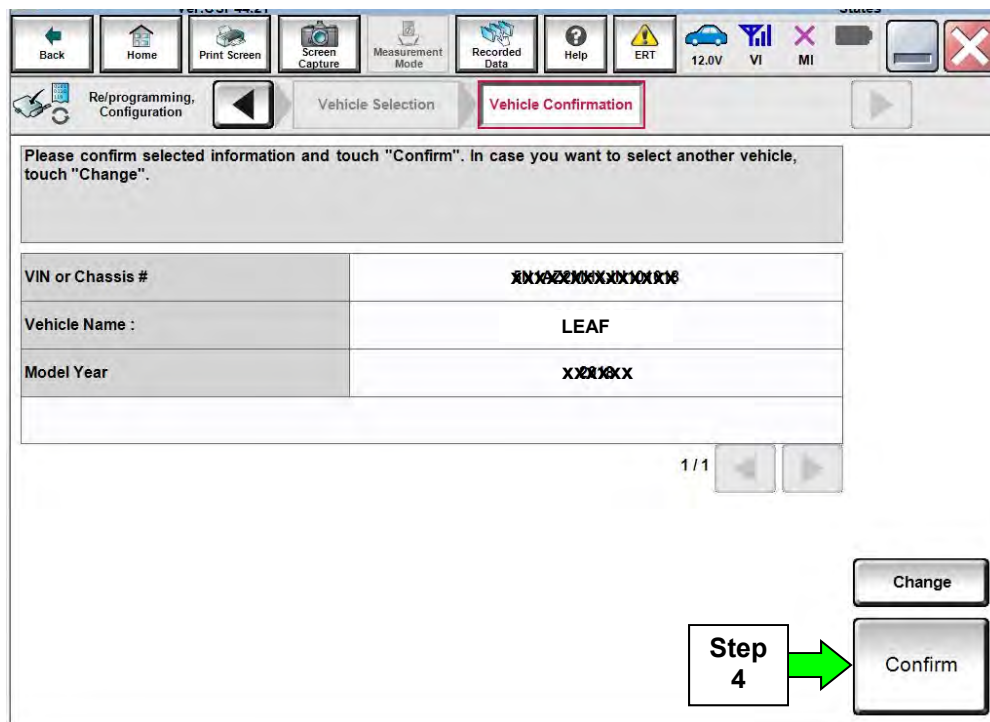 Back
Home
Print Screen
Screen
Capture
Measurement
Mode
Recorded
Data
Help
ERT
12.0V
VI
MI
Re/programming,
Configuration
Vehicle Selection
Vehicle Confirmation
Please confirm selected information and touch "Confirm". In case you want to select another vehicle,
touch "Change".
VIN or Chassis #
Vehicle Name :
LEAF
Model Year
1 / 1
Change
Step
4
Confirm